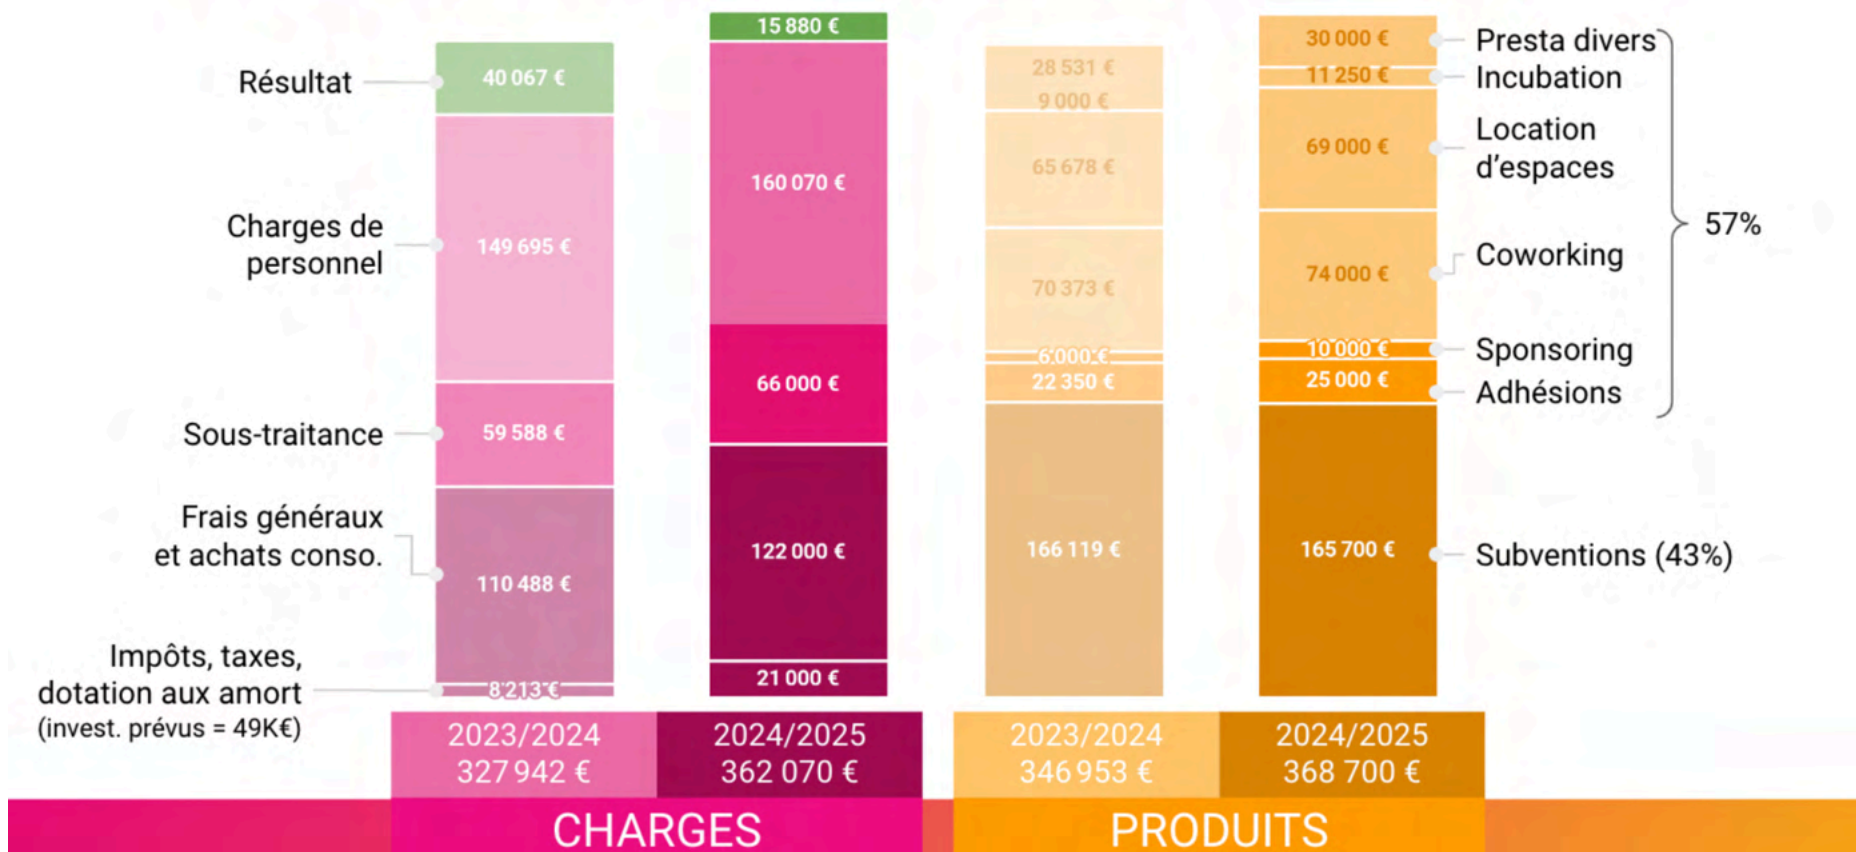 Résultat
Charges de
personnel
Sous-traitance
Frais généraux
et achats conso.
Impôts, taxes,
dotation aux amort
(invest. prévus = 49K€)
40 067 €
149 695 €
59 588 €
110 488 €
8 213 €
15 880 €
160 070 €
66 000 €
122 000 €
21 000 €
28 531 €
9 000 €
65 678 €
70 373 €
6 000 €
22 350 €
166 119 €
30 000 €
11 250 €
69 000 €
74 000 €
10 000 €
25 000 €
165 700 €
Presta divers
Incubation
Location
d'espaces
Coworking
Sponsoring
Adhésions
57%
Subventions (43%)
2023/2024
327 942 €
2024/2025
362 070 €
2023/2024
346 953 €
2024/2025
368 700 €
CHARGES
PRODUITS